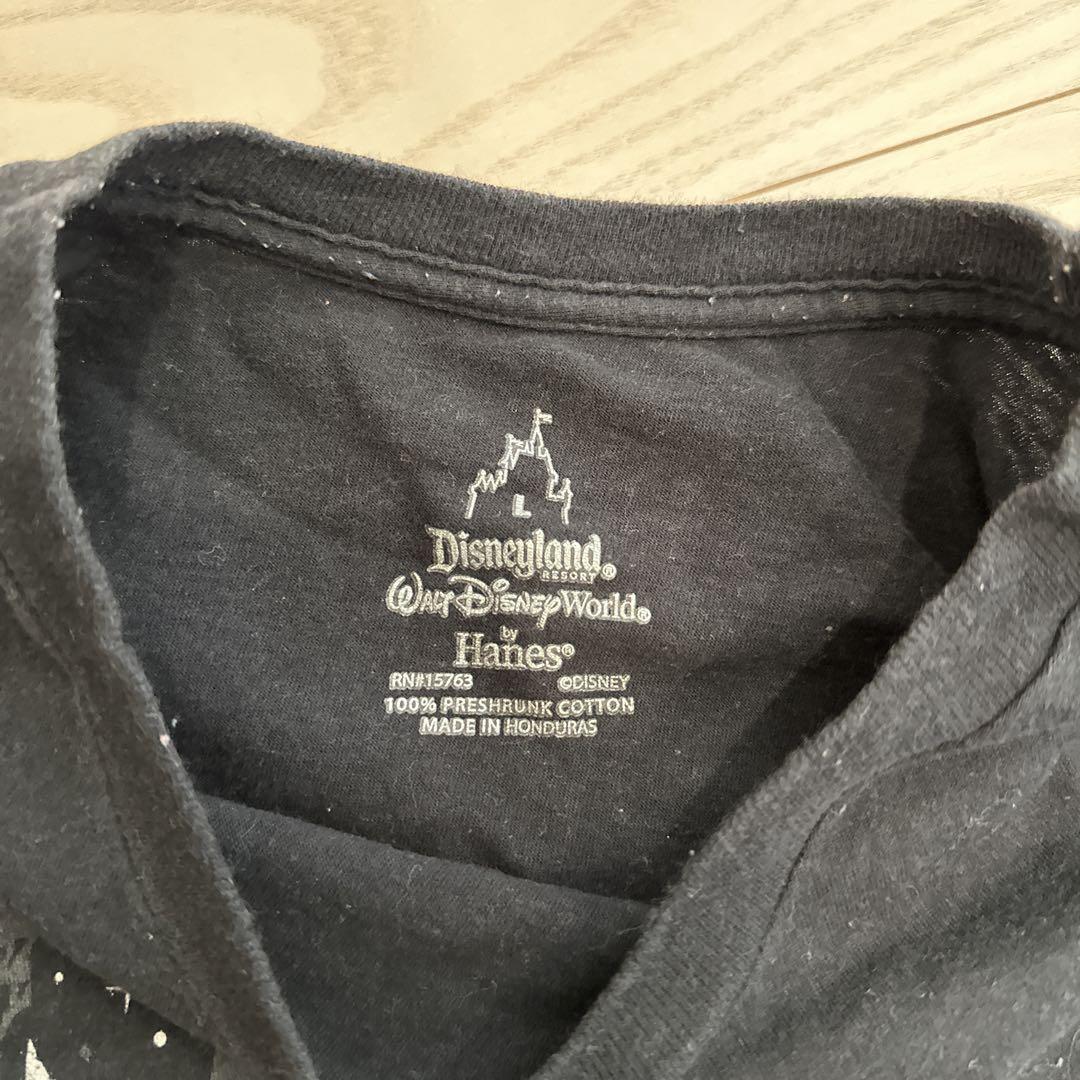 L
Disneyland®
RESORT
WALT DISNEY World®
by
Hanes®
RN#15763 ©DISNEY
100% PRESHRUNK COTTON
MADE IN HONDURAS